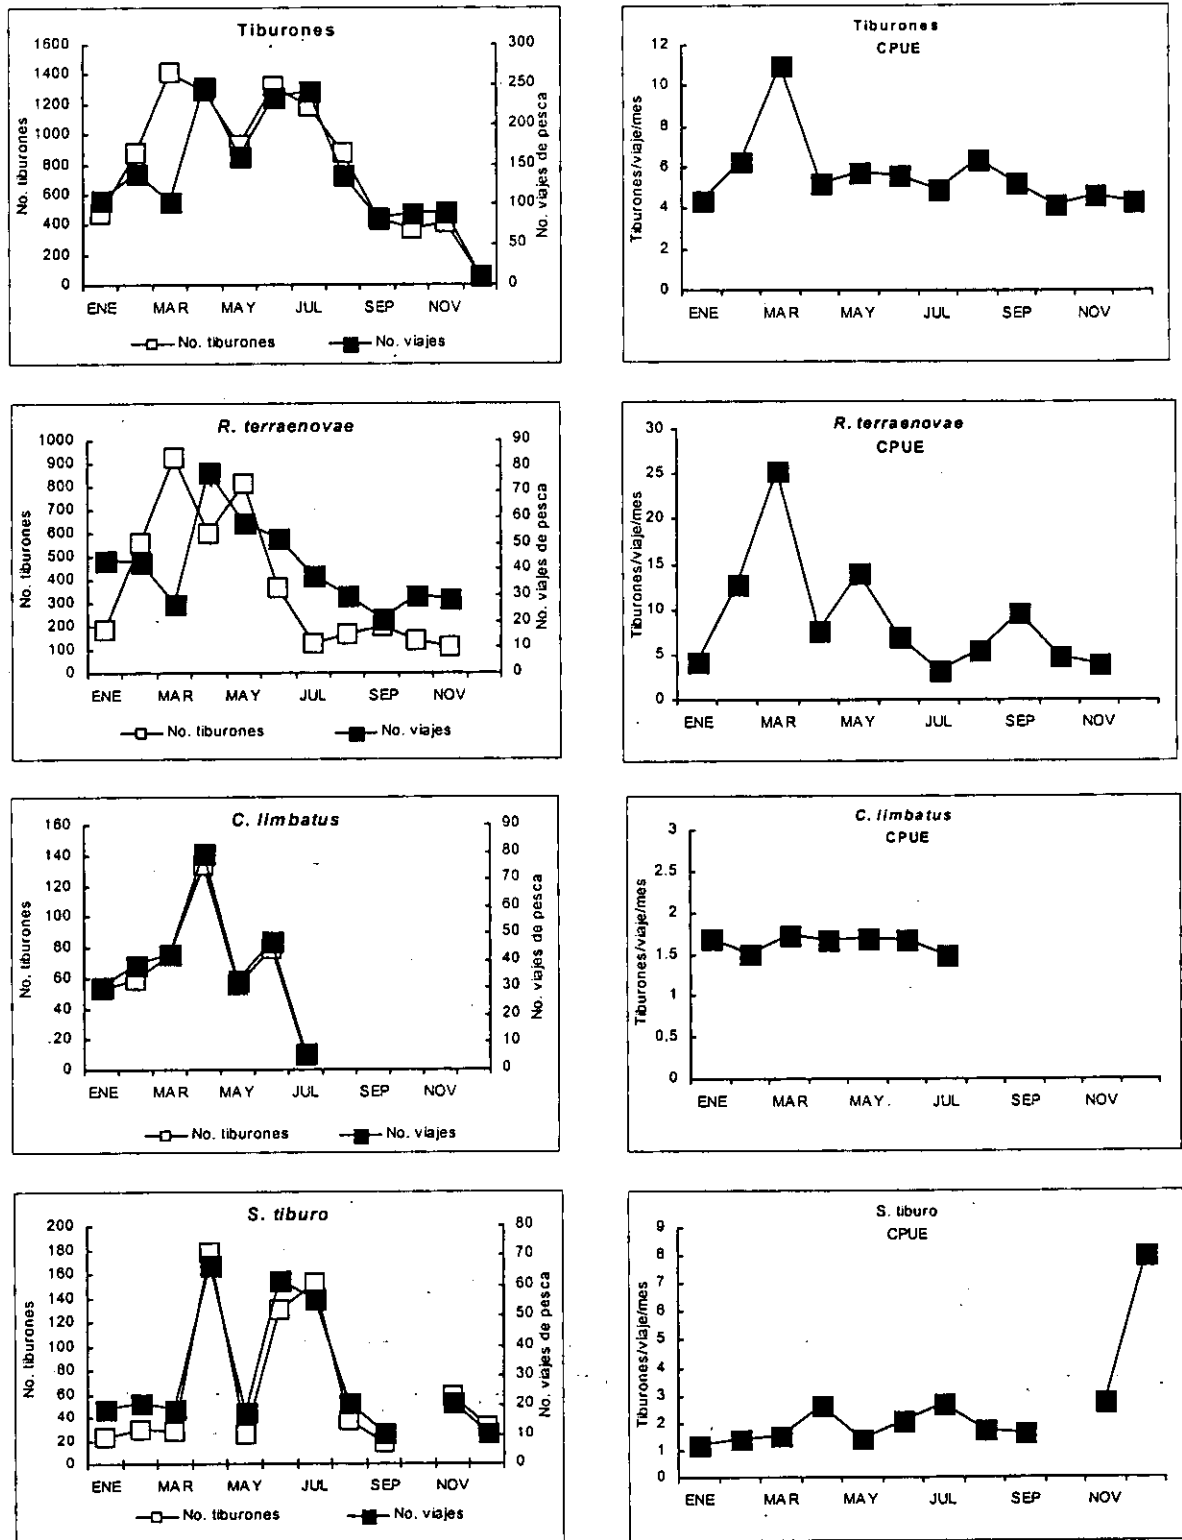 Tiburones
No. tiburones
1600
1400
1200
1000
800
600
400
200
0
300
250
200
150
100
50
0
No. viajes de pesca
ENE MAR MAY JUL SEP NOV
No. tiburones No. viajes
Tiburones
CPUE
Tiburones/viaje/mes
12
10
8
6
4
2
0
ENE MAR MAY JUL SEP NOV
R. terraenovae
No. tiburones
1000
900
800
700
600
500
400
300
200
100
0
90
80
70
60
50
40
30
20
10
0
No. viajes de pesca
ENE MAR MAY JUL SEP NOV
No. tiburones No. viajes
R. terraenovae
CPUE
Tiburones/viaje/mes
30
25
20
15
10
5
0
ENE MAR MAY JUL SEP NOV
C. limbatus
No. tiburones
160
140
120
100
80
60
40
20
0
90
80
70
60
50
40
30
20
10
0
No. viajes de pesca
ENE MAR MAY JUL SEP NOV
No. tiburones No. viajes
C. limbatus
CPUE
Tiburones/viaje/mes
3
2.5
2
1.5
1
0.5
0
ENE MAR MAY. JUL SEP NOV
S. tiburo
No. tiburones
200
180
160
140
120
100
80
60
40
20
0
80
70
60
50
40
30
20
10
0
No. viajes de pesca
ENE MAR MAY JUL SEP NOV
No. tiburones No. viajes
S. tiburo
CPUE
Tiburones/viaje/mes
9
8
7
6
5
4
3
2
1
0
ENE MAR MAY JUL SEP NOV